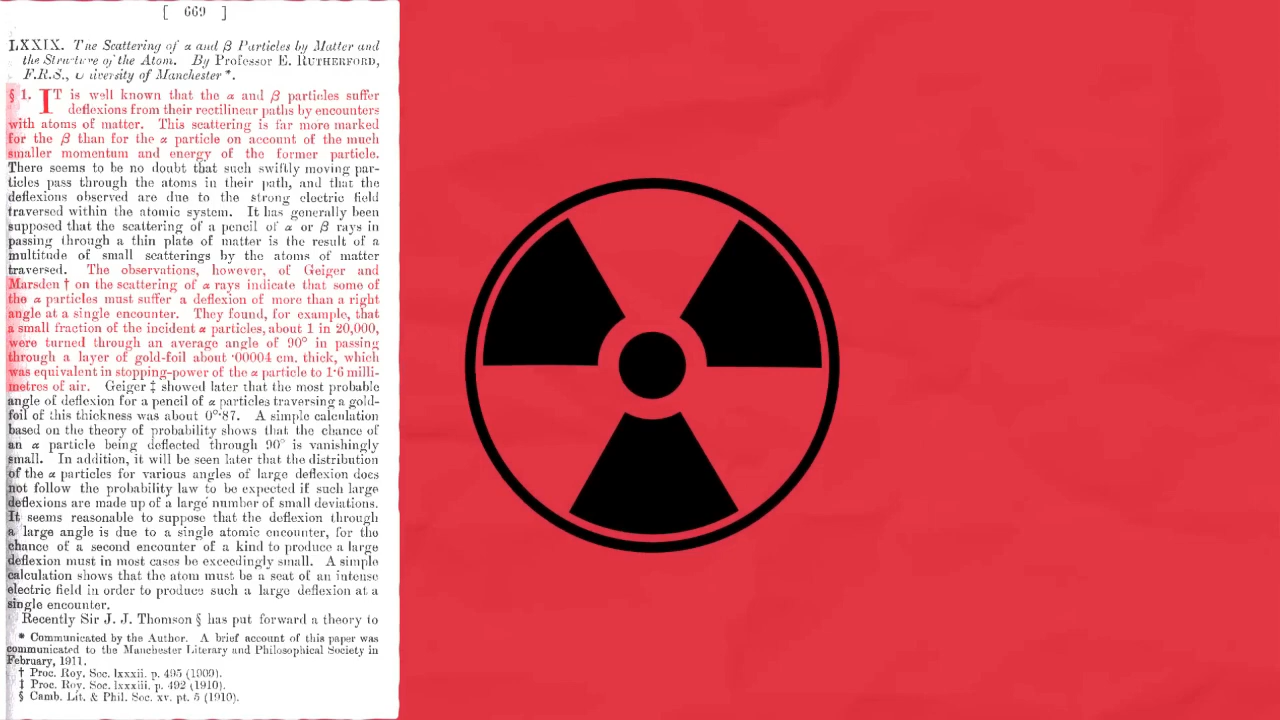 [ 669 ]
LXXIX. The Scattering of α and β Particles by Matter and
the Structure of the Atom. By Professor E. RUTHERFORD,
F.R.S., University of Manchester *.
§ 1. IT is well known that the α and β particles suffer
deflexions from their rectilinear paths by encounters
with atoms of matter. This scattering is far more marked
for the β than for the α particle on account of the much
smaller momentum and energy of the former particle.
There seems to be no doubt that such swiftly moving par-
ticles pass through the atoms in their path, and that the
deflexions observed are due to the strong electric field
traversed within the atomic system. It has generally been
supposed that the scattering of a pencil of α or β rays in
passing through a thin plate of matter is the result of a
multitude of small scatterings by the atoms of matter
traversed. The observations, however, of Geiger and
Marsden † on the scattering of α rays indicate that some of
the α particles must suffer a deflexion of more than a right
angle at a single encounter. They found, for example, that
a small fraction of the incident α particles, about 1 in 20,000,
were turned through an average angle of 90° in passing
through a layer of gold-foil about ·00004 cm. thick, which
was equivalent in stopping-power of the α particle to 1·6 milli-
metres of air. Geiger ‡ showed later that the most probable
angle of deflexion for a pencil of α particles traversing a gold-
foil of this thickness was about 0°·87. A simple calculation
based on the theory of probability shows that the chance of
an α particle being deflected through 90° is vanishingly
small. In addition, it will be seen later that the distribution
of the α particles for various angles of large deflexion does
not follow the probability law to be expected if such large
deflexions are made up of a large number of small deviations.
It seems reasonable to suppose that the deflexion through
a large angle is due to a single atomic encounter, for the
chance of a second encounter of a kind to produce a large
deflexion must in most cases be exceedingly small. A simple
calculation shows that the atom must be a seat of an intense
electric field in order to produce such a large deflexion at a
single encounter.
Recently Sir J. J. Thomson § has put forward a theory to
* Communicated by the Author. A brief account of this paper was
communicated to the Manchester Literary and Philosophical Society in
February, 1911.
† Proc. Roy. Soc. lxxxii. p. 495 (1909).
‡ Proc. Roy. Soc. lxxxiii. p. 492 (1910).
§ Camb. Lit. & Phil. Soc. xv. pt. 5 (1910).